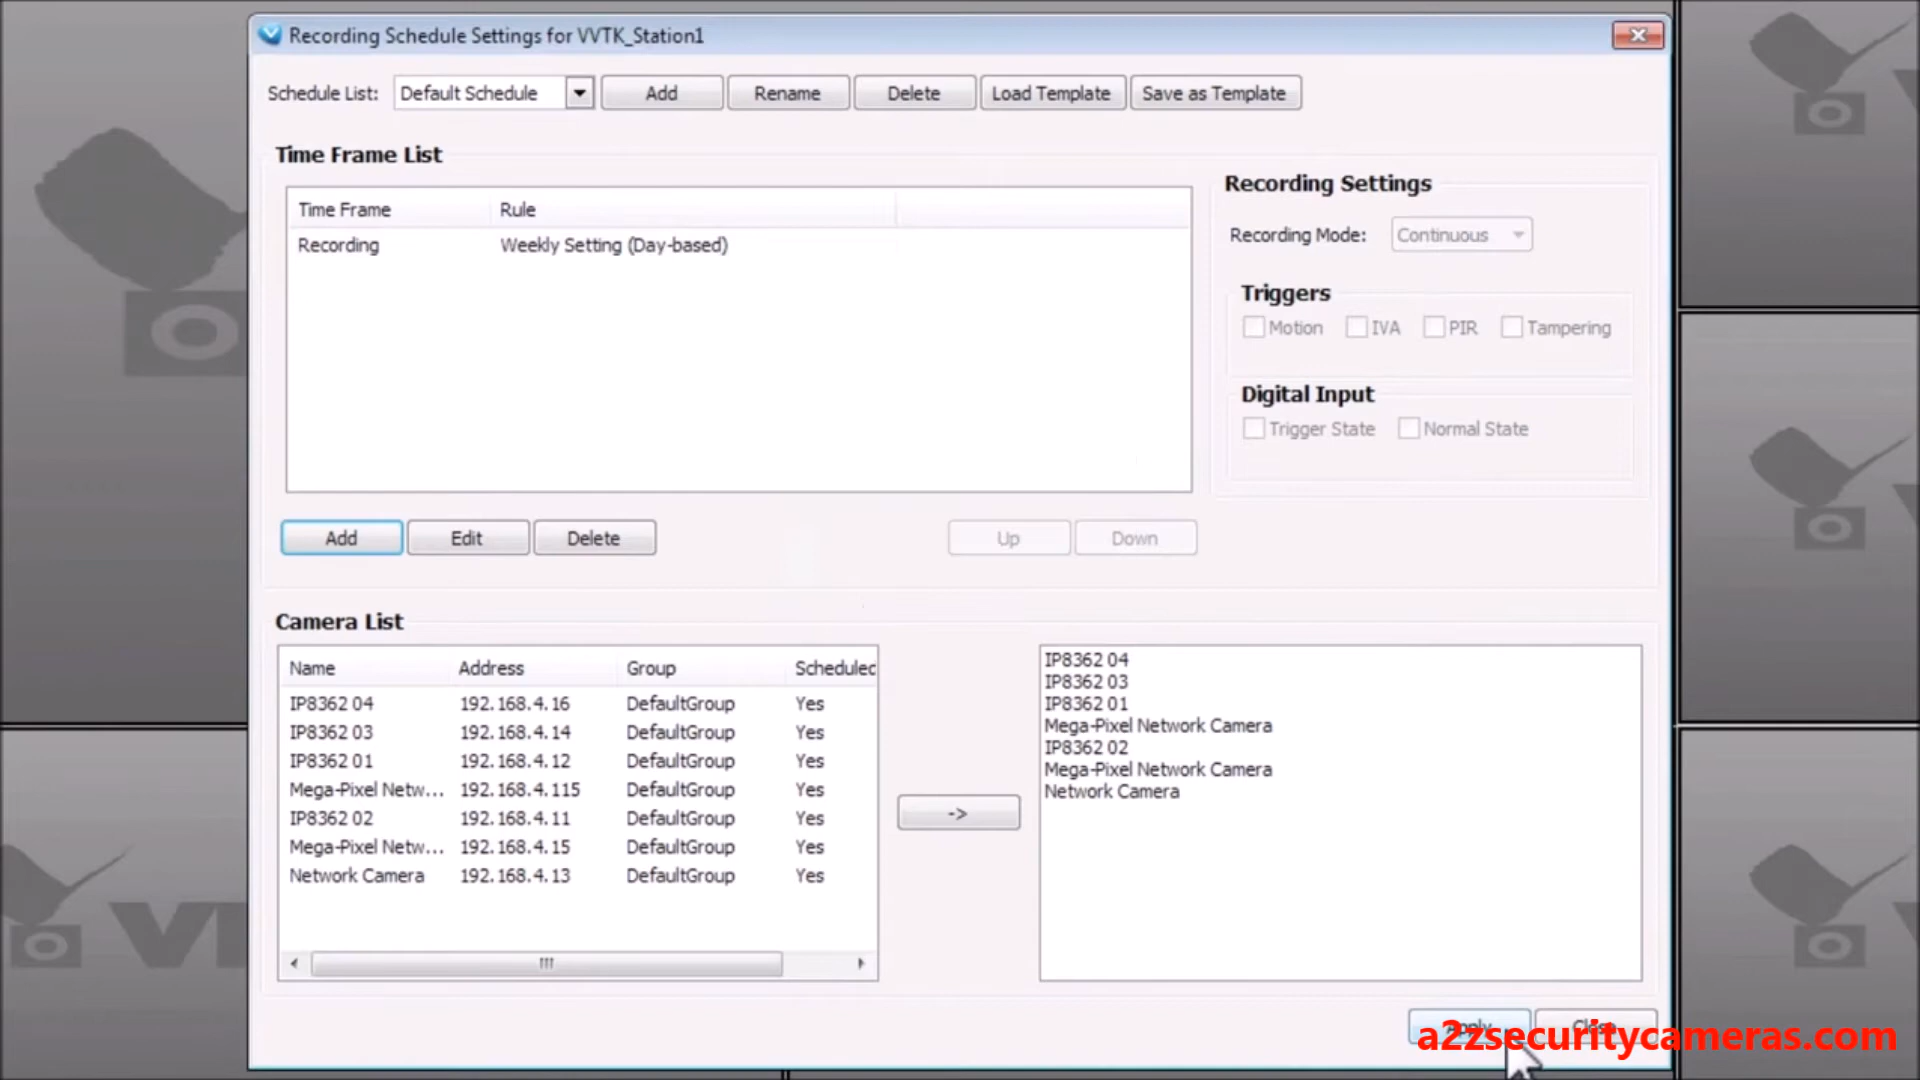 Recording Schedule Settings for VVTK_Station1
Schedule List: Default Schedule Add Rename Delete Load Template Save as Template
Time Frame List
Time Frame Rule
Recording Weekly Setting (Day-based)
Recording Settings
Recording Mode: Continuous
Triggers
Motion IVA PIR Tampering
Digital Input
Trigger State Normal State
Add Edit Delete Up Down
Camera List
Name Address Group Scheduled
IP8362 04 192.168.4.16 DefaultGroup Yes
IP8362 03 192.168.4.14 DefaultGroup Yes
IP8362 01 192.168.4.12 DefaultGroup Yes
Mega-Pixel Netw... 192.168.4.115 DefaultGroup Yes
IP8362 02 192.168.4.11 DefaultGroup Yes
Mega-Pixel Netw... 192.168.4.15 DefaultGroup Yes
Network Camera 192.168.4.13 DefaultGroup Yes
->
IP8362 04
IP8362 03
IP8362 01
Mega-Pixel Network Camera
IP8362 02
Mega-Pixel Network Camera
Network Camera
Apply Close
a2zsecuritycameras.com